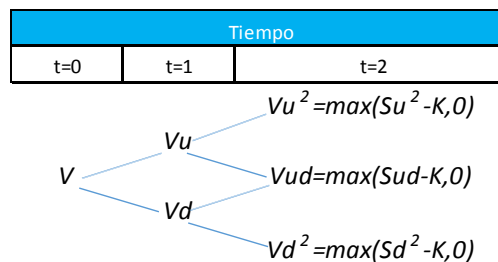 Tiempo
t=0 t=1 t=2
Vu²=max(Su²-K,0)
Vu
V Vud=max(Sud-K,0)
Vd
Vd²=max(Sd²-K,0)